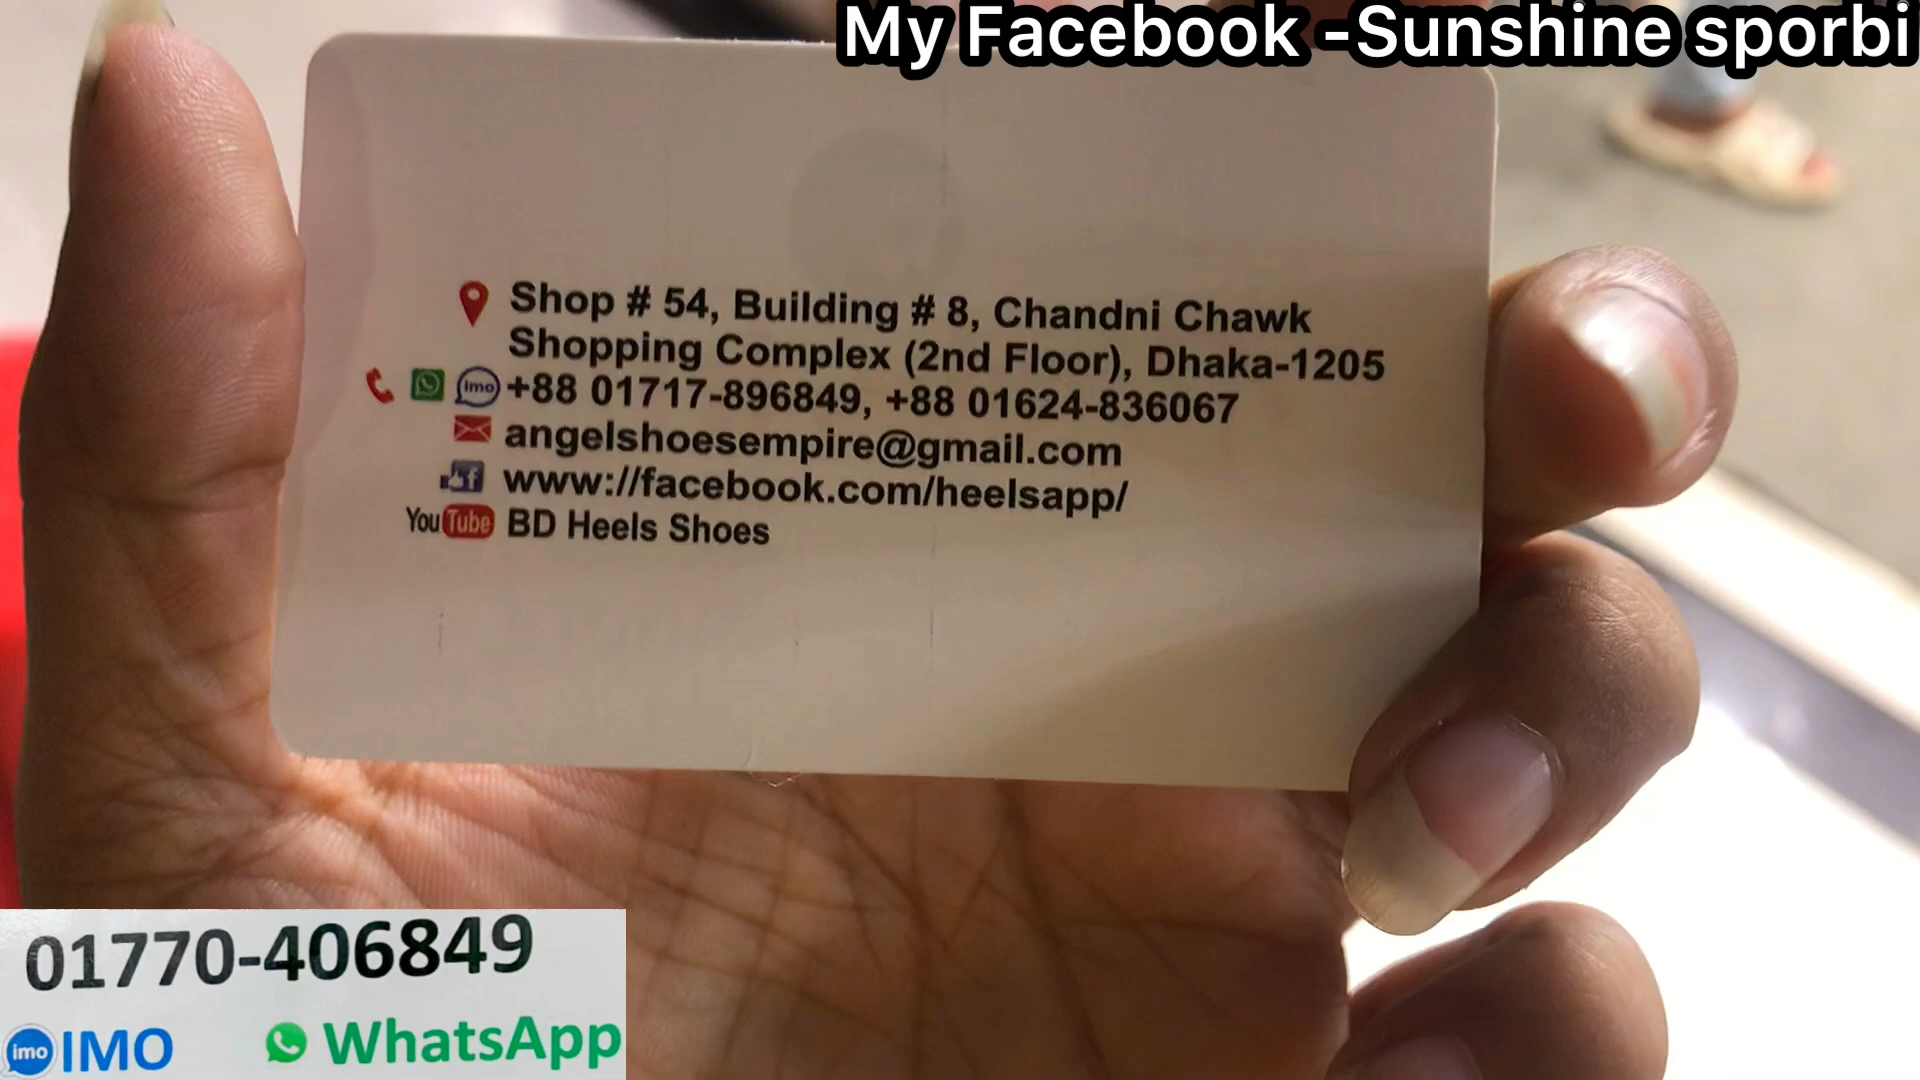 My Facebook -Sunshine sporbi
Shop # 54, Building # 8, Chandni Chawk
Shopping Complex (2nd Floor), Dhaka-1205
imo +88 01717-896849, +88 01624-836067
angelshoesempire@gmail.com
f www://facebook.com/heelsapp/
YouTube BD Heels Shoes
01770-406849
imo IMO WhatsApp